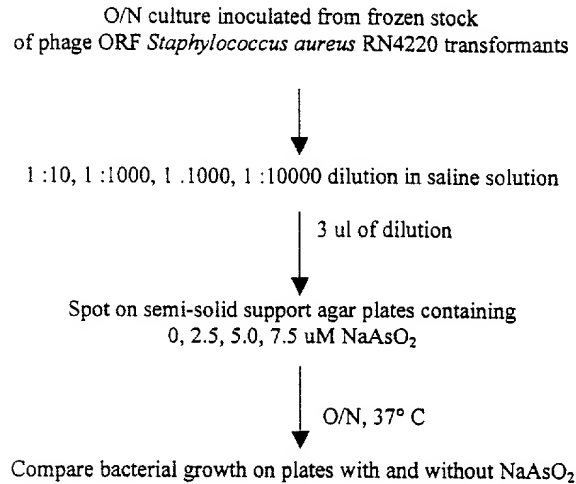 O/N culture inoculated from frozen stock
of phage ORF Staphylococcus aureus RN4220 transformants
1 :10, 1 :1000, 1 .1000, 1 :10000 dilution in saline solution
3 ul of dilution
Spot on semi-solid support agar plates containing
0, 2.5, 5.0, 7.5 uM NaAsO₂
O/N, 37° C
Compare bacterial growth on plates with and without NaAsO₂